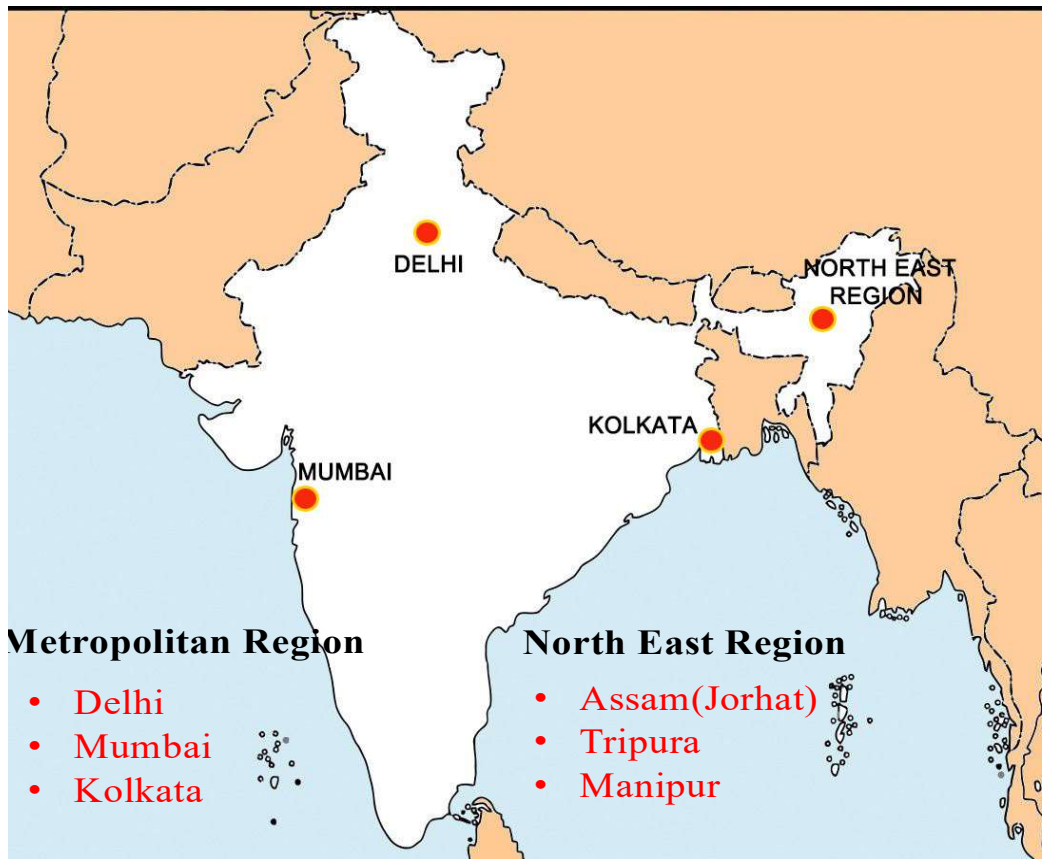 DELHI
NORTH EAST
REGION
KOLKATA
MUMBAI
Metropolitan Region
• Delhi
• Mumbai
• Kolkata
North East Region
• Assam(Jorhat)
• Tripura
• Manipur